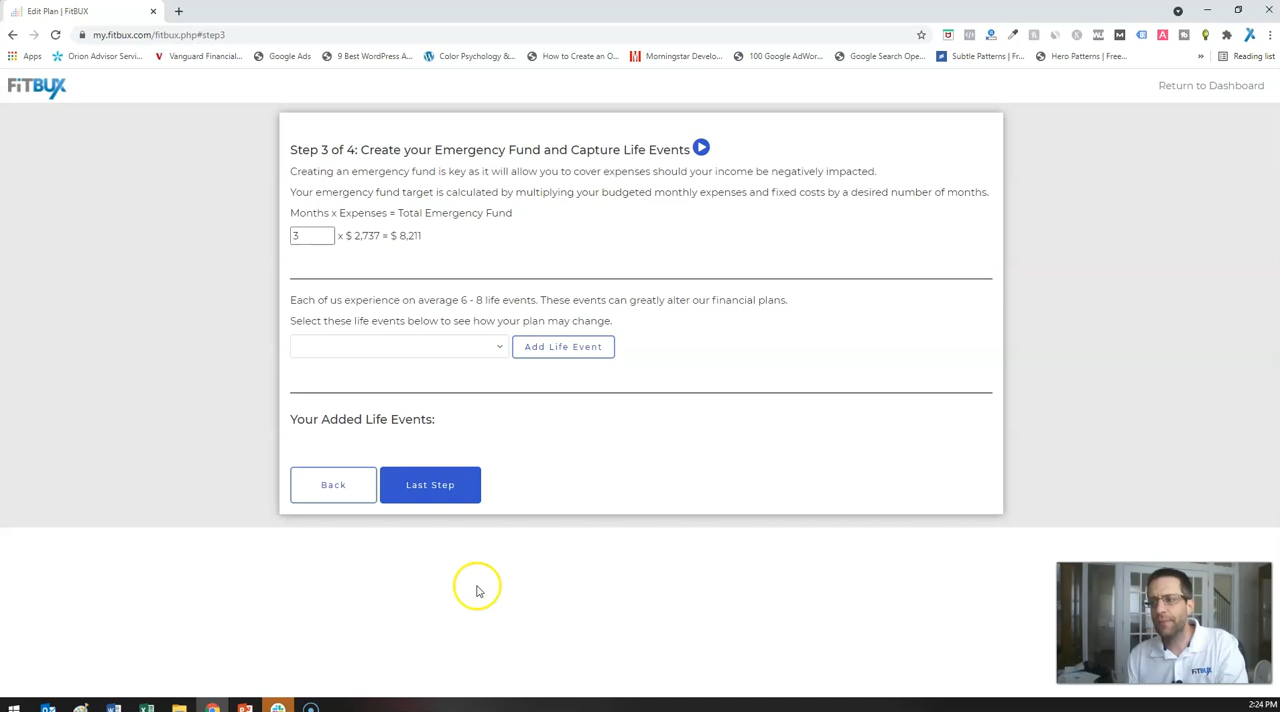 Edit Plan | FitBUX
my.fitbux.com/fitbux.php#step3
Apps
Orion Advisor Servi...
Vanguard Financial...
Google Ads
9 Best WordPress A...
Color Psychology &...
How to Create an O...
Morningstar Develo...
100 Google AdWor...
Google Search Ope...
Subtle Patterns | Fr...
Hero Patterns | Free...
»
Reading list
FiTBUX
Return to Dashboard
Step 3 of 4: Create your Emergency Fund and Capture Life Events
Creating an emergency fund is key as it will allow you to cover expenses should your income be negatively impacted.
Your emergency fund target is calculated by multiplying your budgeted monthly expenses and fixed costs by a desired number of months.
Months x Expenses = Total Emergency Fund
3 x $ 2,737 = $ 8,211
Each of us experience on average 6 - 8 life events. These events can greatly alter our financial plans.
Select these life events below to see how your plan may change.
Add Life Event
Your Added Life Events:
Back
Last Step
FiTBUX
2:24 PM